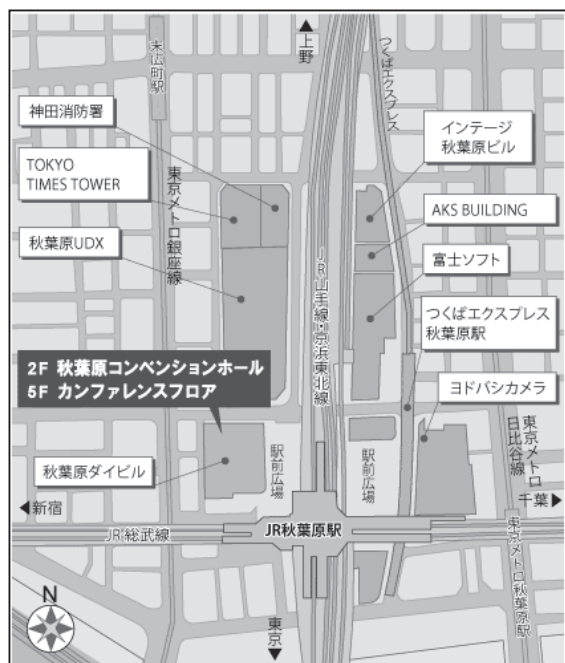 上野
末広町駅
つくばエクスプレス
神田消防署
インテージ
秋葉原ビル
TOKYO
TIMES TOWER
東京メトロ銀座線
AKS BUILDING
秋葉原UDX
富士ソフト
JR山手線・京浜東北線
つくばエクスプレス
秋葉原駅
2F 秋葉原コンベンションホール
5F カンファレンスフロア
ヨドバシカメラ
東京メトロ
日比谷線
秋葉原ダイビル
駅前広場
駅前広場
新宿
千葉
JR総武線
JR秋葉原駅
東京メトロ秋葉原駅
N
東京